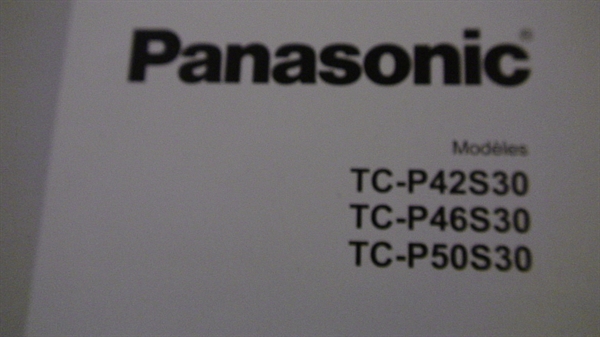 Panasonic®
Modèles
TC-P42S30
TC-P46S30
TC-P50S30